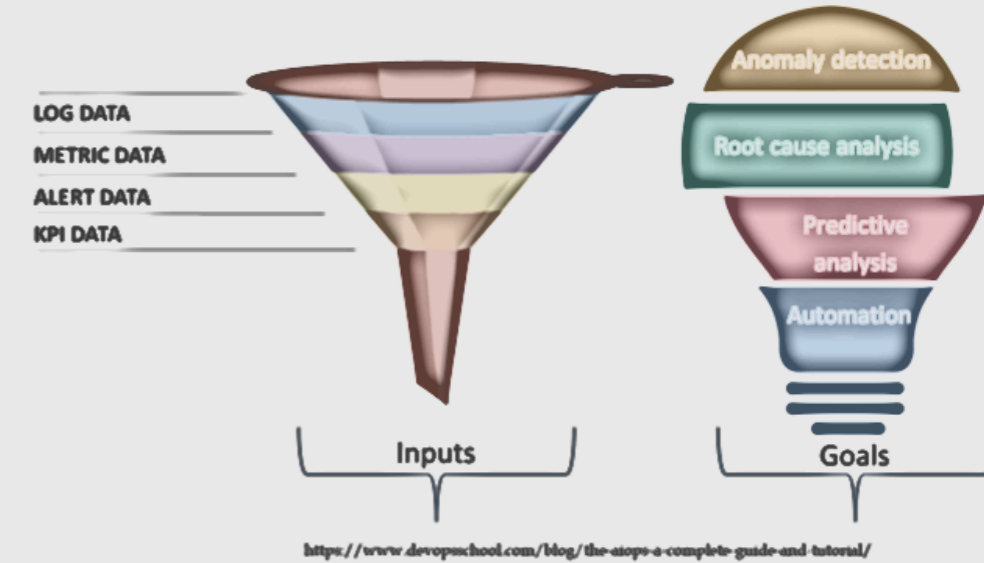 LOG DATA
METRIC DATA
ALERT DATA
KPI DATA
Anomaly detection
Root cause analysis
Predictive
analysis
Automation
Inputs
Goals
https://www.devopsschool.com/blog/the-aiops-a-complete-guide-and-tutorial/